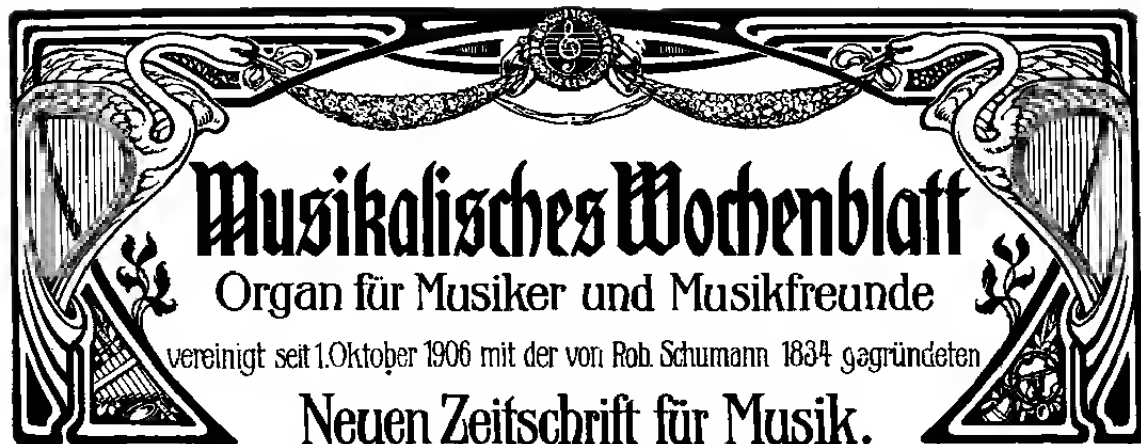 Musikalisches Wochenblatt
Organ für Musiker und Musikfreunde
vereinigt seit 1. Oktober 1906 mit der von Rob. Schumann 1834 gegründeten
Neuen Zeitschrift für Musik.